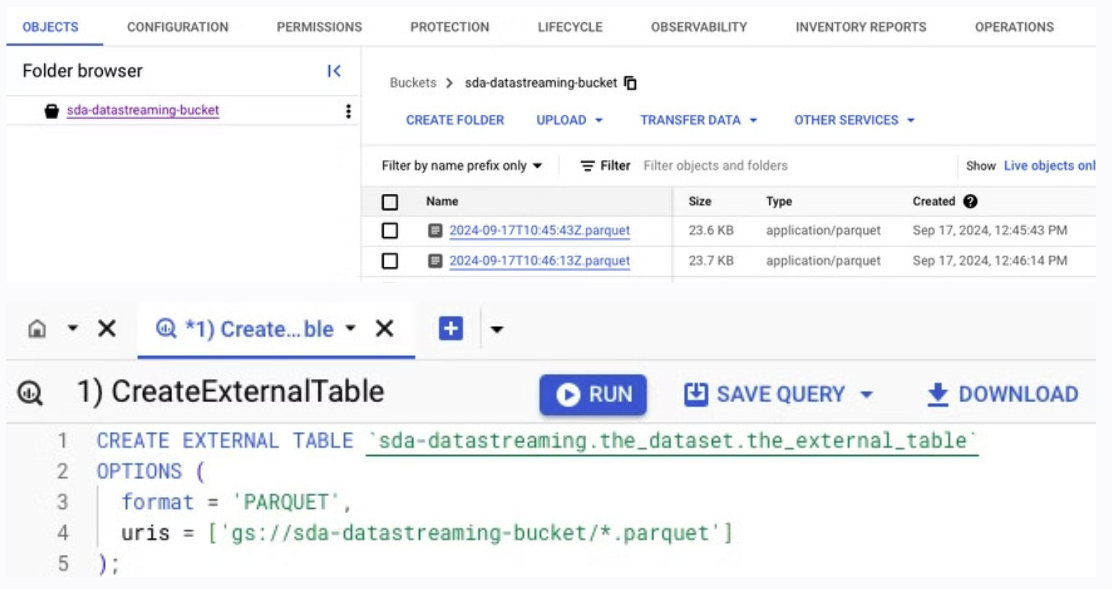 OBJECTS CONFIGURATION PERMISSIONS PROTECTION LIFECYCLE OBSERVABILITY INVENTORY REPORTS OPERATIONS
Folder browser
sda-datastreaming-bucket
Buckets > sda-datastreaming-bucket
CREATE FOLDER UPLOAD TRANSFER DATA OTHER SERVICES
Filter by name prefix only Filter Filter objects and folders Show Live objects onl
Name Size Type Created
2024-09-17T10:45:43Z.parquet 23.6 KB application/parquet Sep 17, 2024, 12:45:43 PM
2024-09-17T10:46:13Z.parquet 23.7 KB application/parquet Sep 17, 2024, 12:46:14 PM
*1) Create...ble
1) CreateExternalTable RUN SAVE QUERY DOWNLOAD
1 CREATE EXTERNAL TABLE `sda-datastreaming.the_dataset.the_external_table`
2 OPTIONS (
3 format = 'PARQUET',
4 uris = ['gs://sda-datastreaming-bucket/*.parquet']
5 );